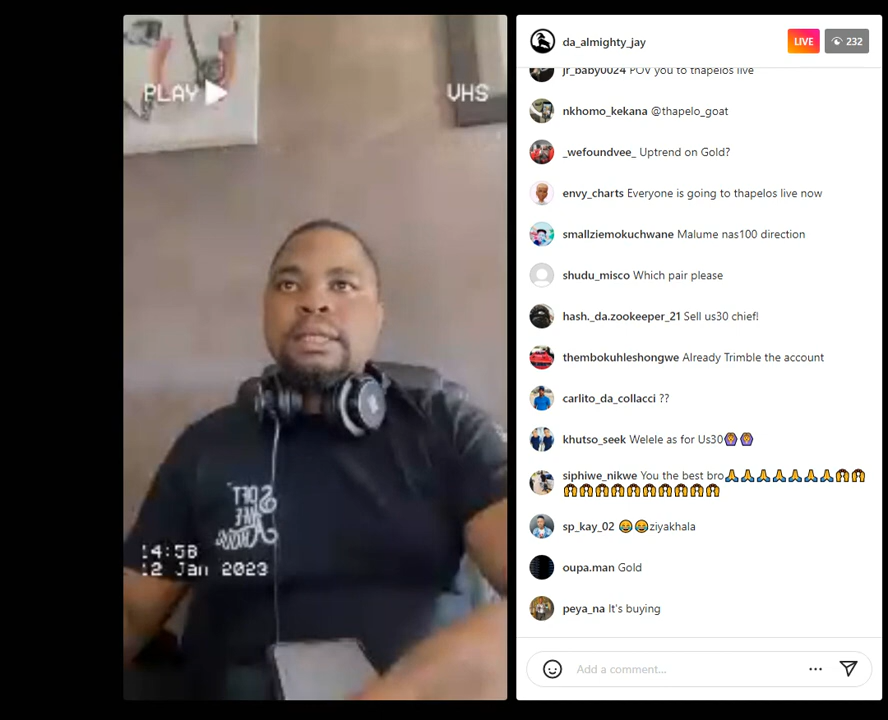 PLAY
VHS
14:58
12 Jan 2023
da_almighty_jay
LIVE
232
jr_baby0024 POV you to thapelos live
nkhomo_kekana @thapelo_goat
_wefoundvee_ Uptrend on Gold?
envy_charts Everyone is going to thapelos live now
smallziemokuchwane Malume nas100 direction
shudu_misco Which pair please
hash._da.zookeeper_21 Sell us30 chief!
thembokuhleshongwe Already Trimble the account
carlito_da_collacci ??
khutso_seek Welele as for Us30🙆🙆
siphiwe_nikwe You the best bro🙏🙏🙏🙏🙏🙏🙏🙌🙌
🙌🙌🙌🙌🙌🙌🙌🙌🙌🙌
sp_kay_02 😂😂ziyakhala
oupa.man Gold
peya_na It's buying
Add a comment...